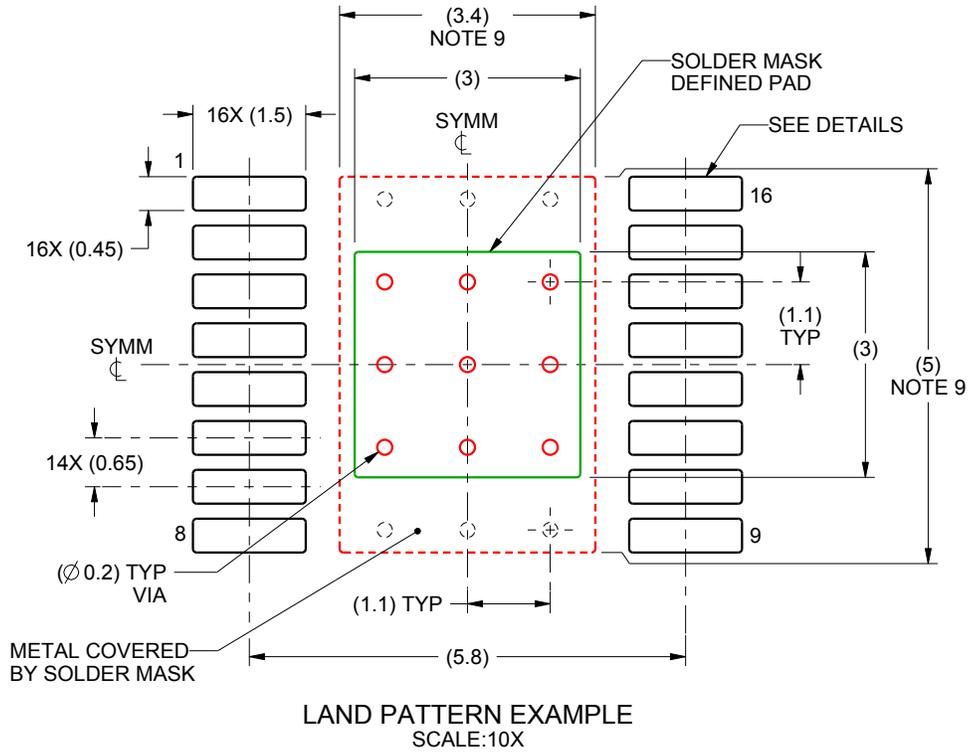 (3.4)
NOTE 9
(3)
SOLDER MASK
DEFINED PAD
16X (1.5)
SYMM
℄
SEE DETAILS
1
16
16X (0.45)
(1.1)
TYP
SYMM
℄
(3)
(5)
NOTE 9
14X (0.65)
8
9
(∅ 0.2) TYP
VIA
(1.1) TYP
METAL COVERED
BY SOLDER MASK
(5.8)
LAND PATTERN EXAMPLE
SCALE:10X